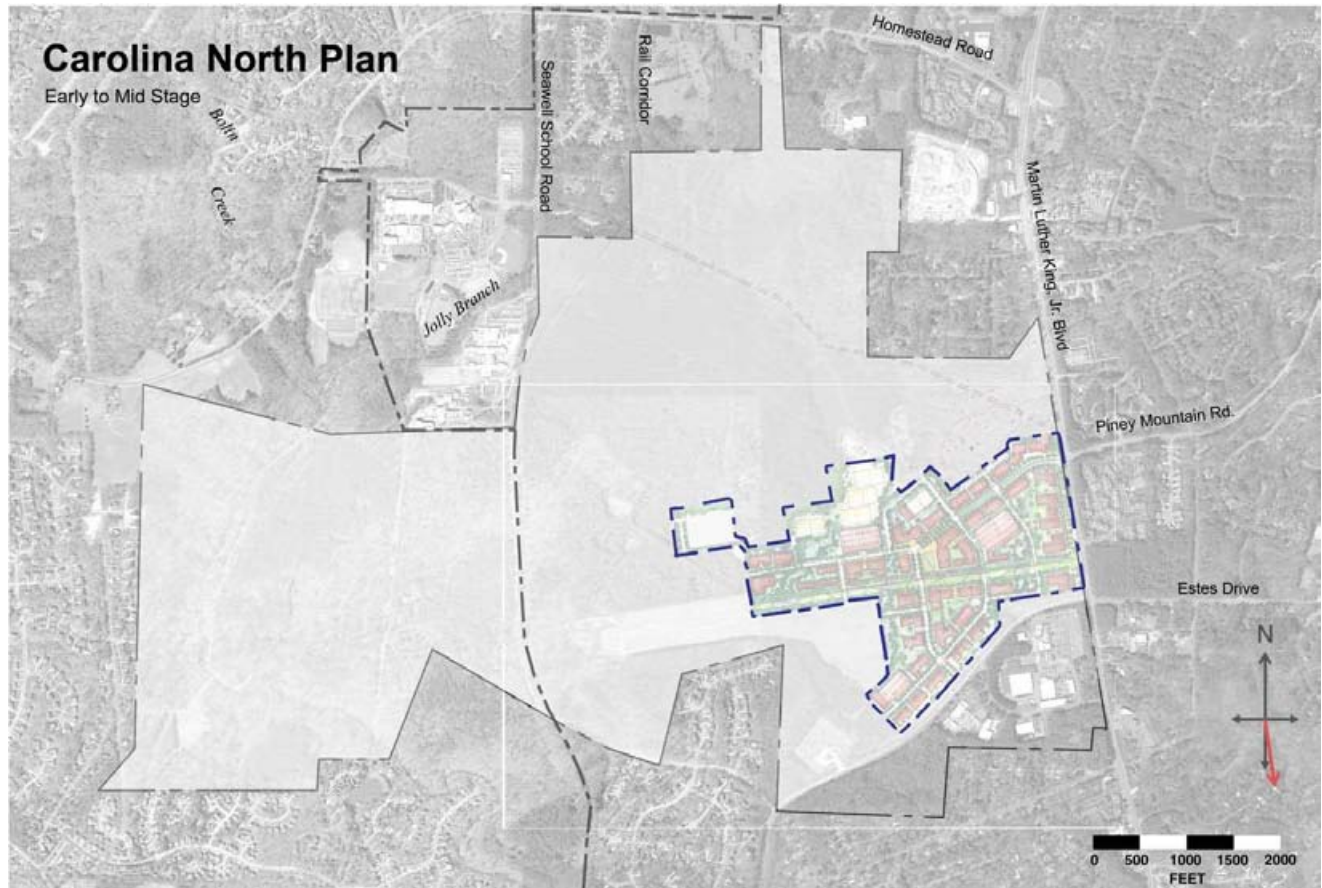 Carolina North Plan
Early to Mid Stage
Homestead Road
Rail Corridor
Seawell School Road
Bolin
Creek
Jolly Branch
Martin Luther King, Jr. Blvd
Piney Mountain Rd.
Estes Drive
N
0 500 1000 1500 2000
FEET